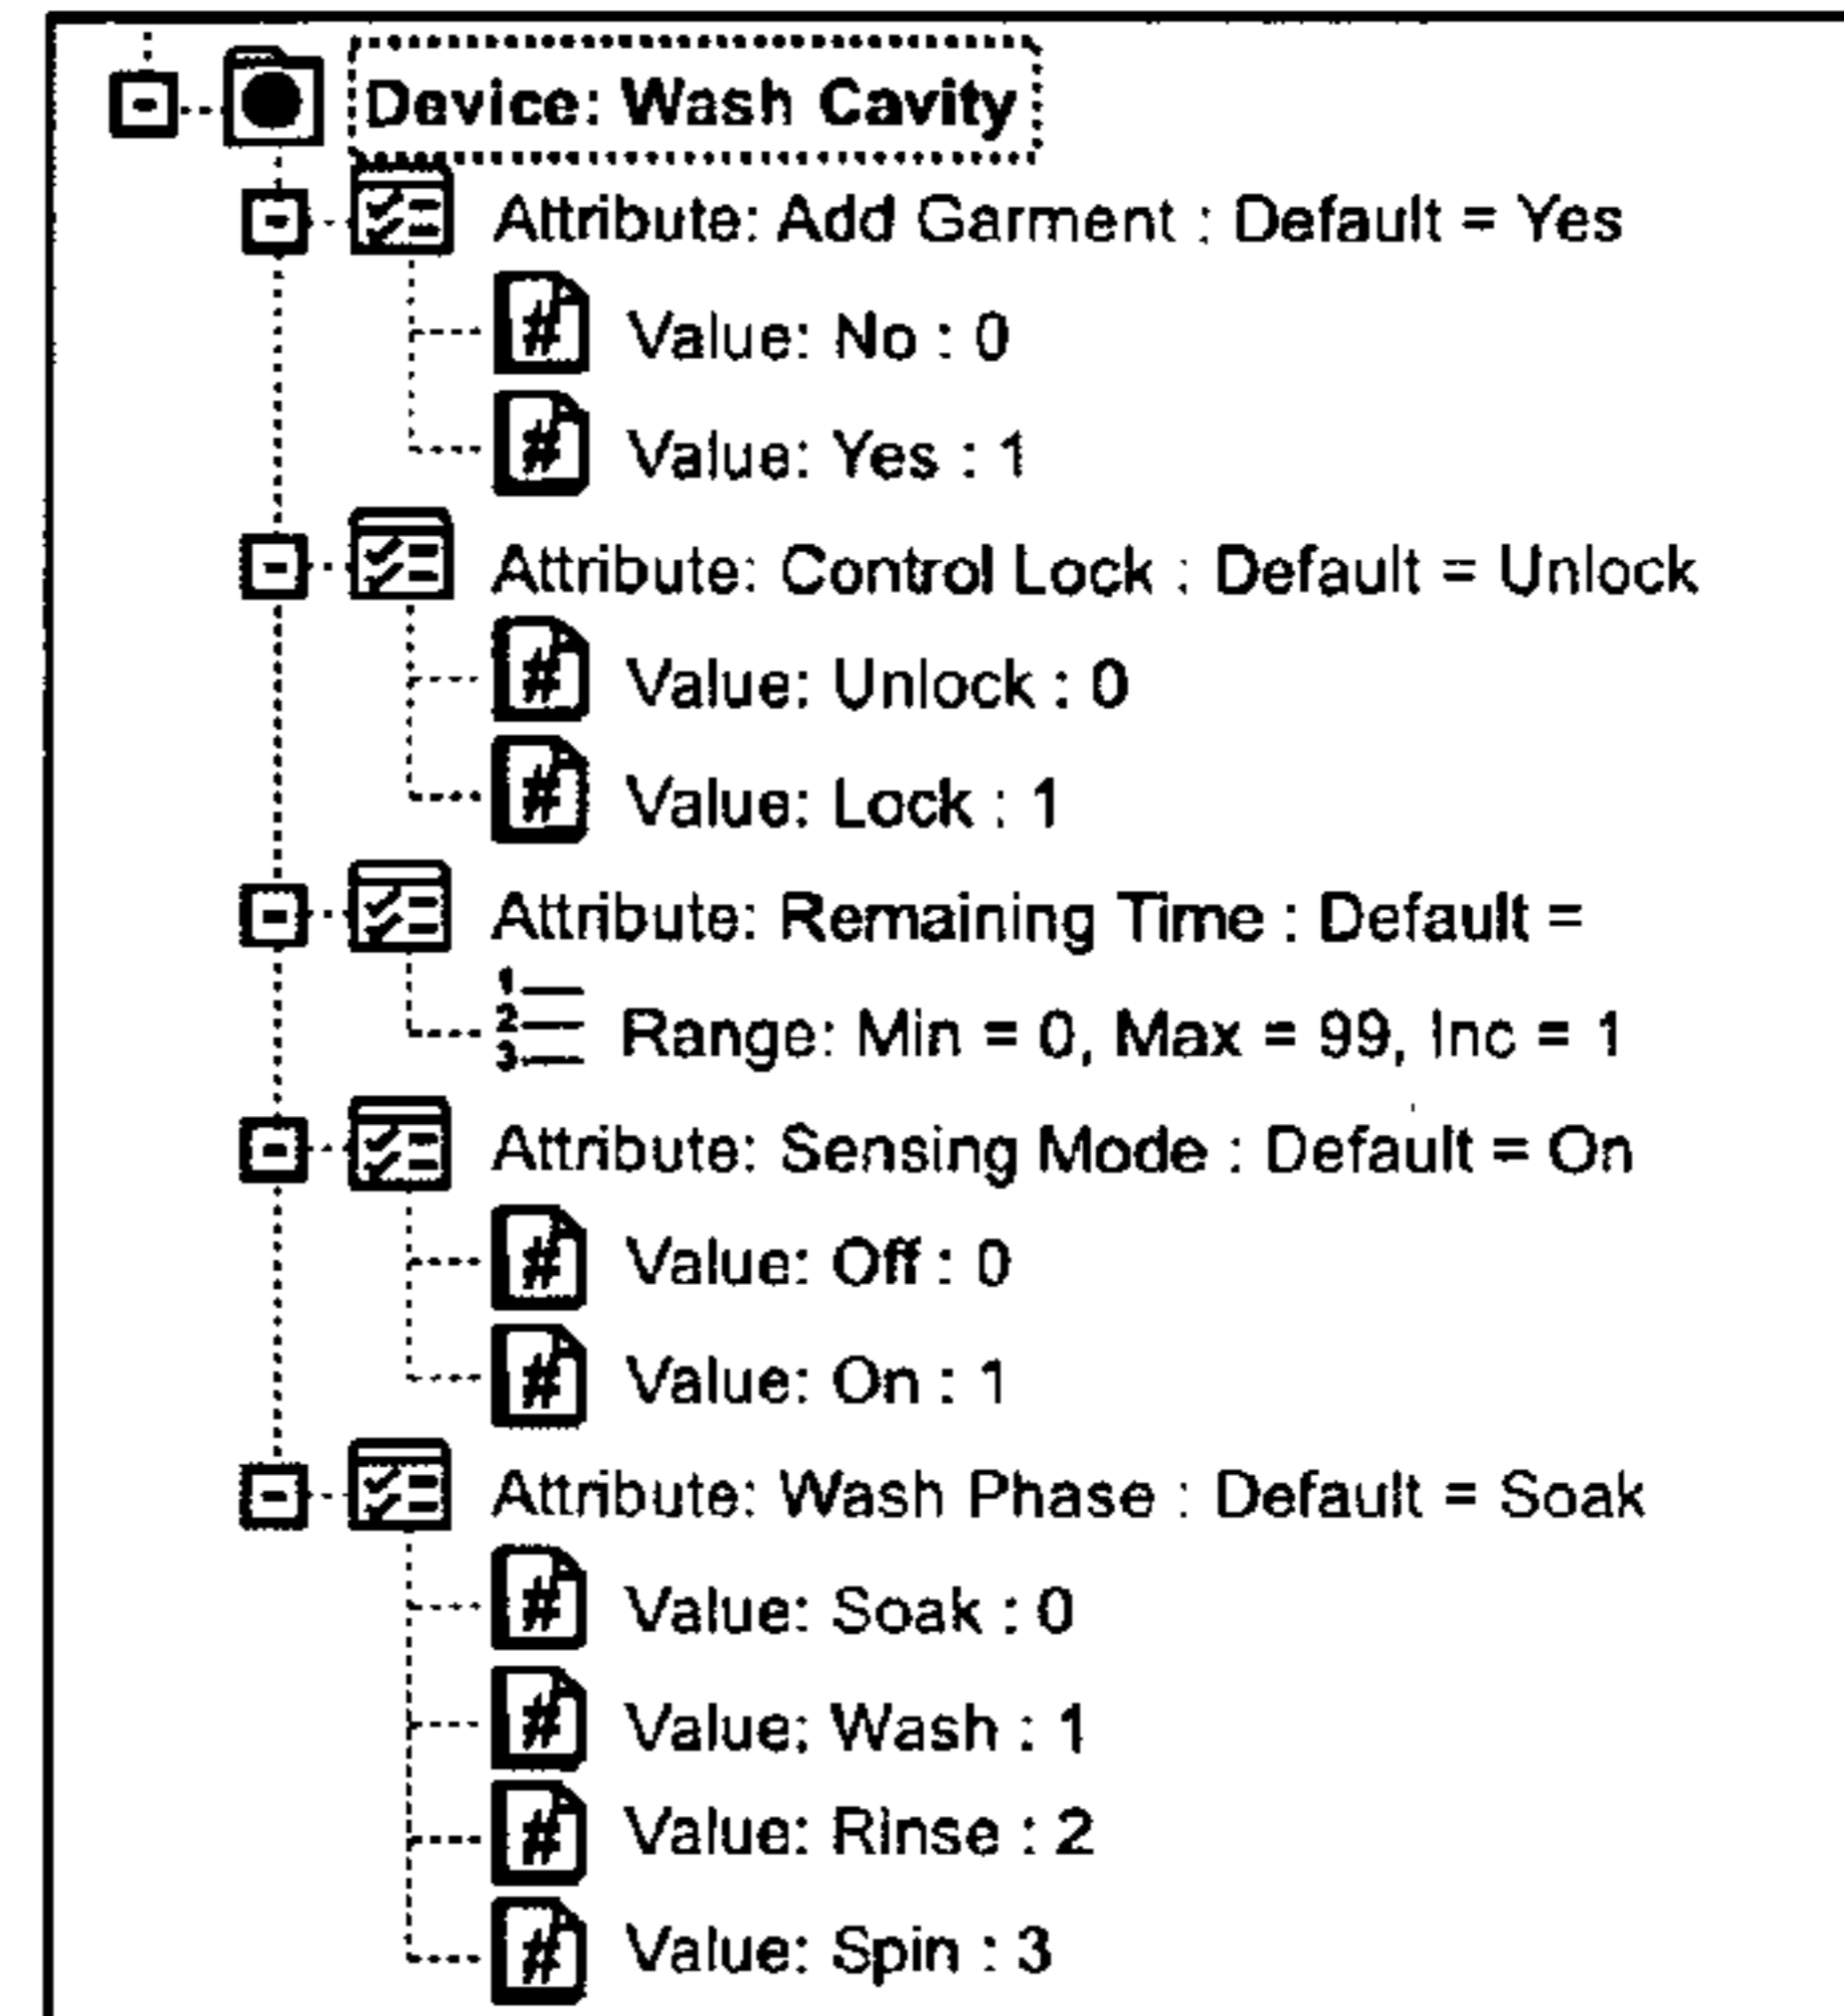 Device: Wash Cavity
Attribute: Add Garment : Default = Yes
# Value: No : 0
# Value: Yes : 1
Attribute: Control Lock : Default = Unlock
# Value: Unlock : 0
# Value: Lock : 1
Attribute: Remaining Time : Default =
1
2
3
Range: Min = 0, Max = 99, Inc = 1
Attribute: Sensing Mode : Default = On
# Value: Off : 0
# Value: On : 1
Attribute: Wash Phase : Default = Soak
# Value: Soak : 0
# Value: Wash : 1
# Value: Rinse : 2
# Value: Spin : 3